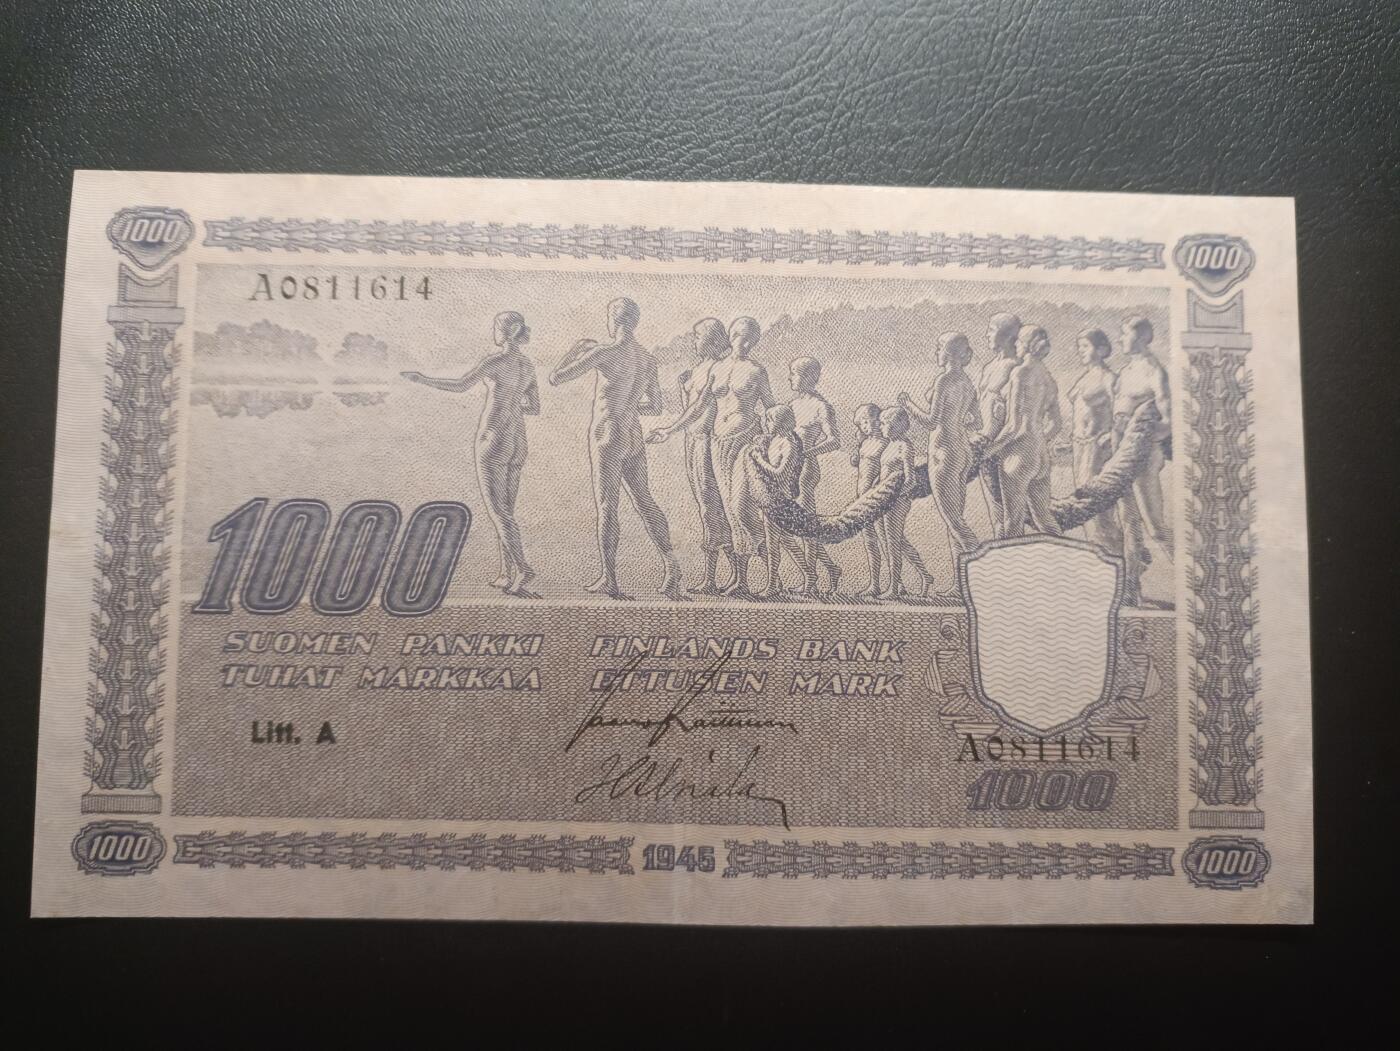 1000
1000
A0811614
1000
SUOMEN PANKKI FINLANDS BANK
TUHAT MARKKAA ETTUSEN MARK
Litt. A
A0811614
1000
1000
1945
1000